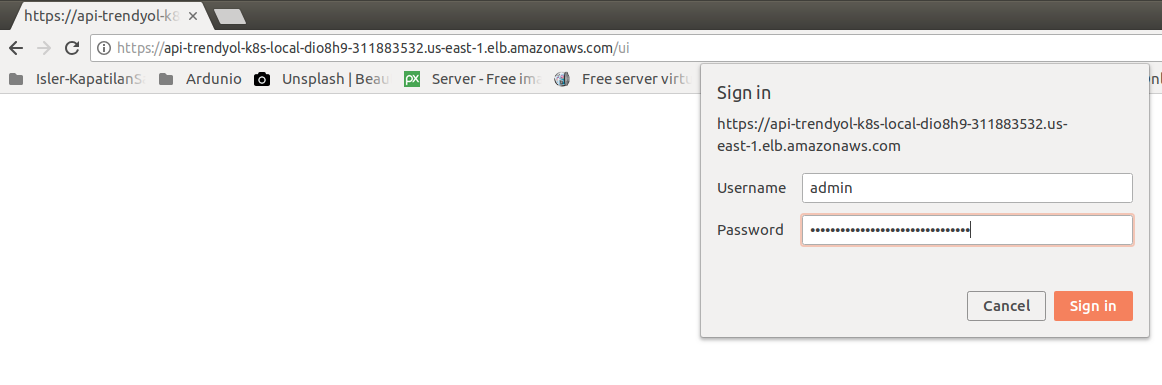 https://api-trendyol-k8
https://api-trendyol-k8s-local-dio8h9-311883532.us-east-1.elb.amazonaws.com/ui
Isler-Kapatilan Ardunio Unsplash | Beau px Server - Free ima Free server virtu
Sign in
https://api-trendyol-k8s-local-dio8h9-311883532.us-
east-1.elb.amazonaws.com
Username admin
Password ••••••••••••••••••••••••••••••••
Cancel Sign in